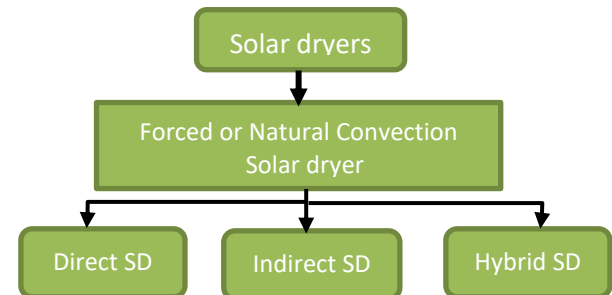 Solar dryers
Forced or Natural Convection
Solar dryer
Direct SD
Indirect SD
Hybrid SD